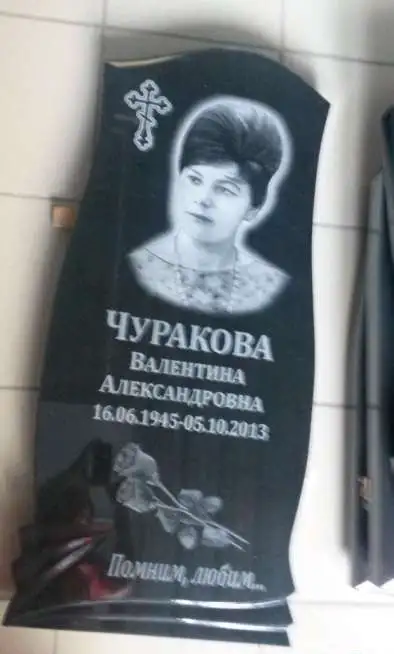 ЧУРАКОВА
ВАЛЕНТИНА
АЛЕКСАНДРОВНА
16.06.1945-05.10.2013
Помним, любим...